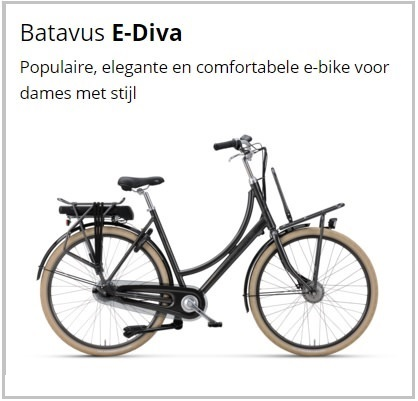 Batavus E-Diva
Populaire, elegante en comfortabele e-bike voor
dames met stijl